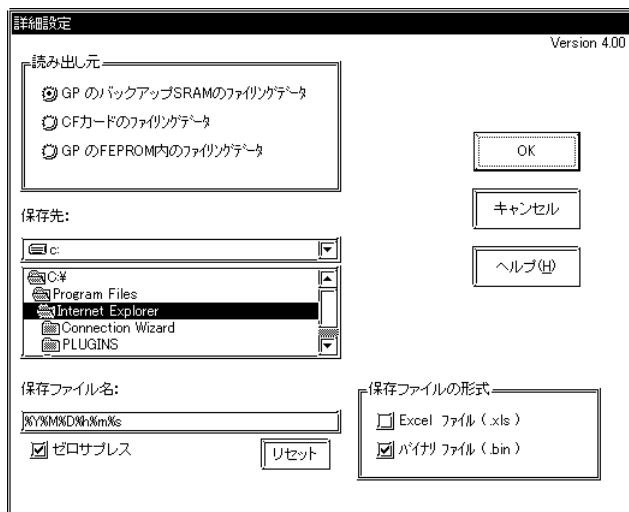 詳細設定
Version 4.00
読み出し元
GP のバックアップSRAMのファイリングデータ
CFカードのファイリングデータ
GP のFEPROM内のファイリングデータ
OK
キャンセル
ヘルプ(H)
保存先:
c:
C:¥
Program Files
Internet Explorer
Connection Wizard
PLUGINS
保存ファイル名:
%Y%M%D%h%m%s
ゼロサプレス
リセット
保存ファイルの形式
Excel ファイル ( .xls )
バイナリ ファイル ( .bin )